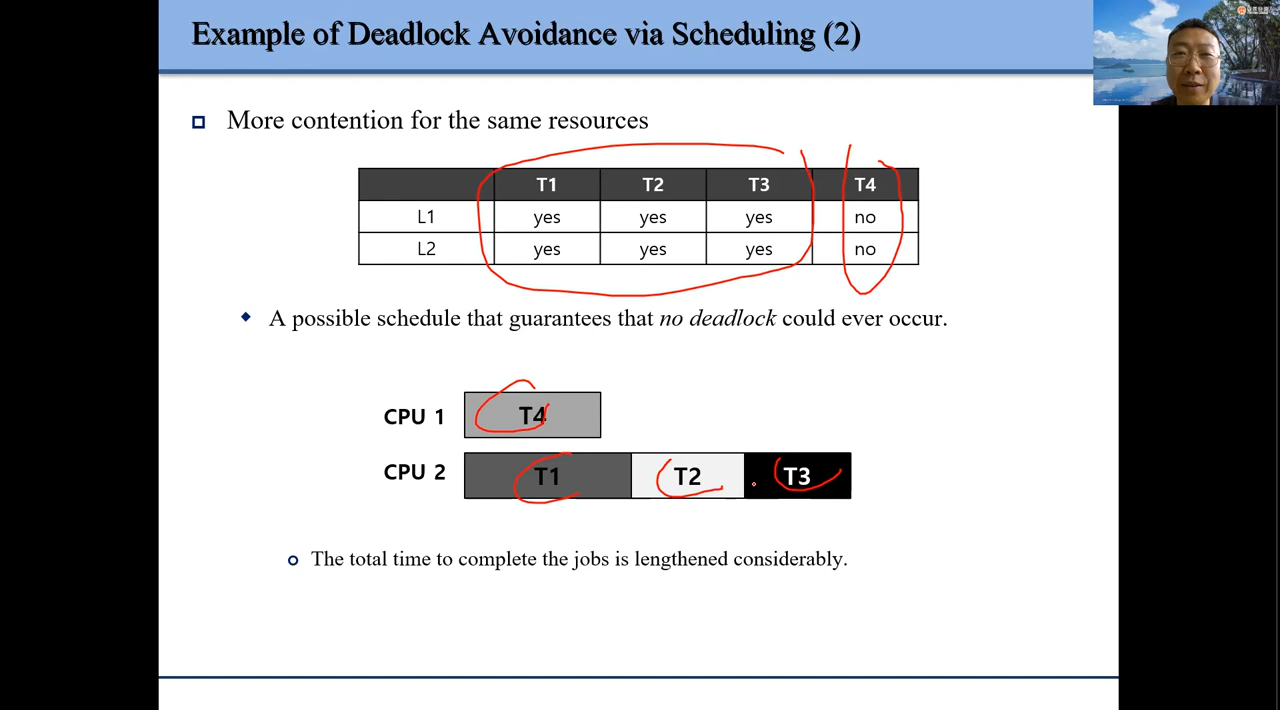 Example of Deadlock Avoidance via Scheduling (2)
More contention for the same resources
T1 T2 T3 T4
L1 yes yes yes no
L2 yes yes yes no
A possible schedule that guarantees that no deadlock could ever occur.
CPU 1 T4
CPU 2 T1 T2 T3
The total time to complete the jobs is lengthened considerably.